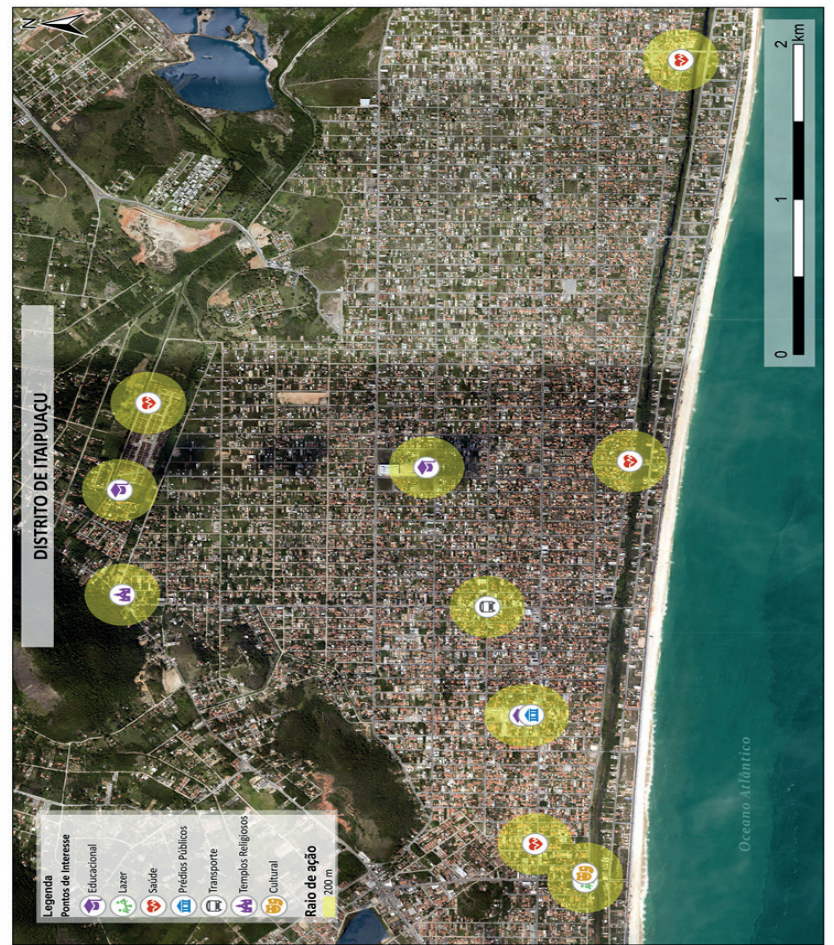 DISTRITO DE ITAIPUAÇU
N
Legenda
Pontos de Interesse
Educacional
Lazer
Saúde
Prédios Públicos
Transporte
Templos Religiosos
Cultural
Raio de ação
200 m
Oceano Atlântico
0 1 2
km